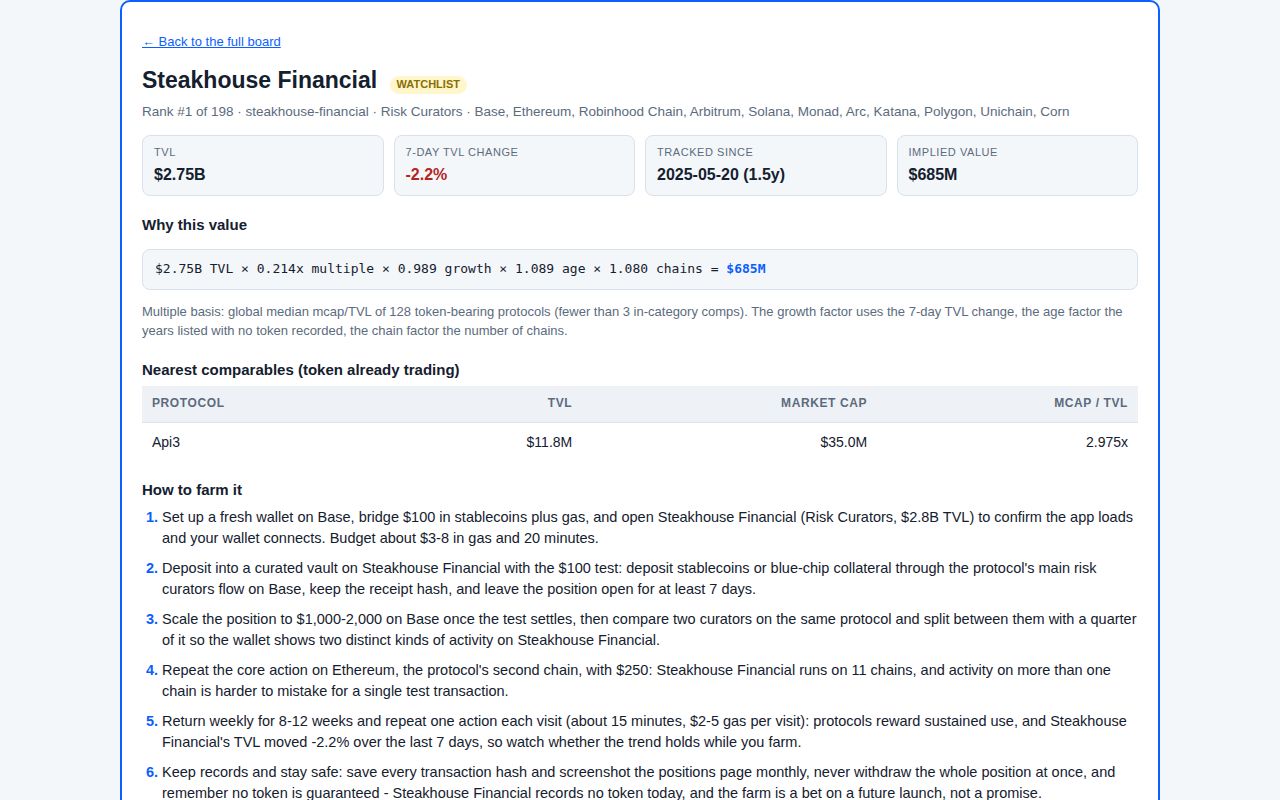 ← Back to the full board
Steakhouse Financial WATCHLIST
Rank #1 of 198 · steakhouse-financial · Risk Curators · Base, Ethereum, Robinhood Chain, Arbitrum, Solana, Monad, Arc, Katana, Polygon, Unichain, Corn
TVL
$2.75B
7-DAY TVL CHANGE
-2.2%
TRACKED SINCE
2025-05-20 (1.5y)
IMPLIED VALUE
$685M
Why this value
$2.75B TVL × 0.214x multiple × 0.989 growth × 1.089 age × 1.080 chains = $685M
Multiple basis: global median mcap/TVL of 128 token-bearing protocols (fewer than 3 in-category comps). The growth factor uses the 7-day TVL change, the age factor the
years listed with no token recorded, the chain factor the number of chains.
Nearest comparables (token already trading)
PROTOCOL TVL MARKET CAP MCAP / TVL
Api3 $11.8M $35.0M 2.975x
How to farm it
1. Set up a fresh wallet on Base, bridge $100 in stablecoins plus gas, and open Steakhouse Financial (Risk Curators, $2.8B TVL) to confirm the app loads
and your wallet connects. Budget about $3-8 in gas and 20 minutes.
2. Deposit into a curated vault on Steakhouse Financial with the $100 test: deposit stablecoins or blue-chip collateral through the protocol's main risk
curators flow on Base, keep the receipt hash, and leave the position open for at least 7 days.
3. Scale the position to $1,000-2,000 on Base once the test settles, then compare two curators on the same protocol and split between them with a quarter
of it so the wallet shows two distinct kinds of activity on Steakhouse Financial.
4. Repeat the core action on Ethereum, the protocol's second chain, with $250: Steakhouse Financial runs on 11 chains, and activity on more than one
chain is harder to mistake for a single test transaction.
5. Return weekly for 8-12 weeks and repeat one action each visit (about 15 minutes, $2-5 gas per visit): protocols reward sustained use, and Steakhouse
Financial's TVL moved -2.2% over the last 7 days, so watch whether the trend holds while you farm.
6. Keep records and stay safe: save every transaction hash and screenshot the positions page monthly, never withdraw the whole position at once, and
remember no token is guaranteed - Steakhouse Financial records no token today, and the farm is a bet on a future launch, not a promise.